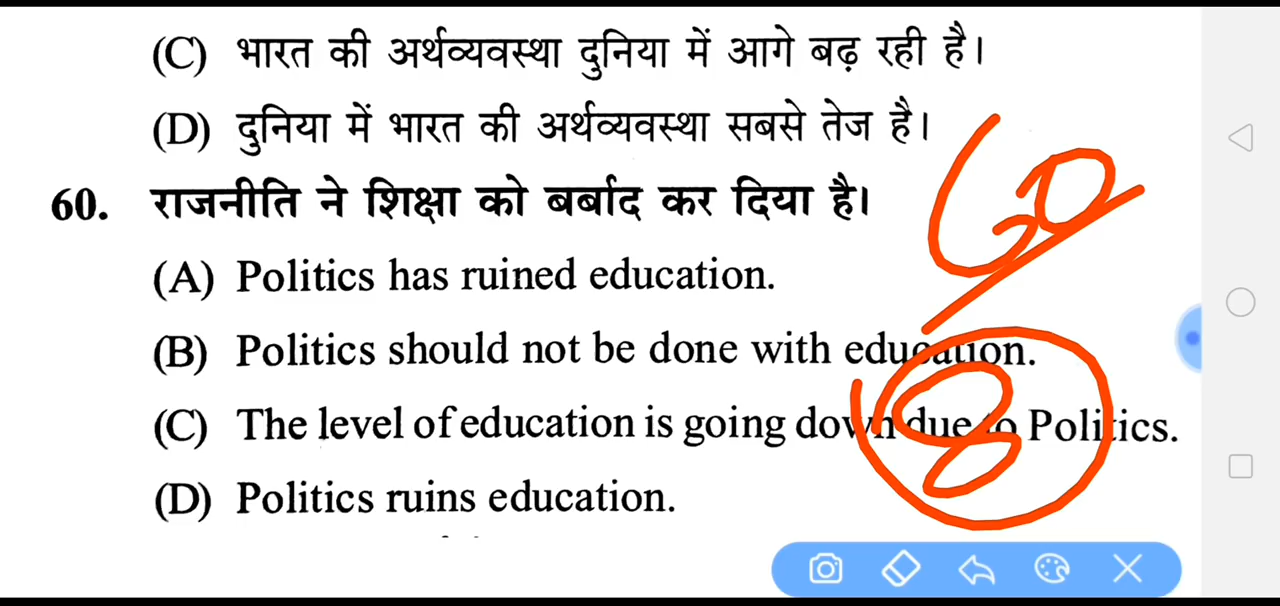 (C) भारत की अर्थव्यवस्था दुनिया में आगे बढ़ रही है।
(D) दुनिया में भारत की अर्थव्यवस्था सबसे तेज है।
60. राजनीति ने शिक्षा को बर्बाद कर दिया है।
(A) Politics has ruined education.
(B) Politics should not be done with education.
(C) The level of education is going down due to Politics.
(D) Politics ruins education.
60
8